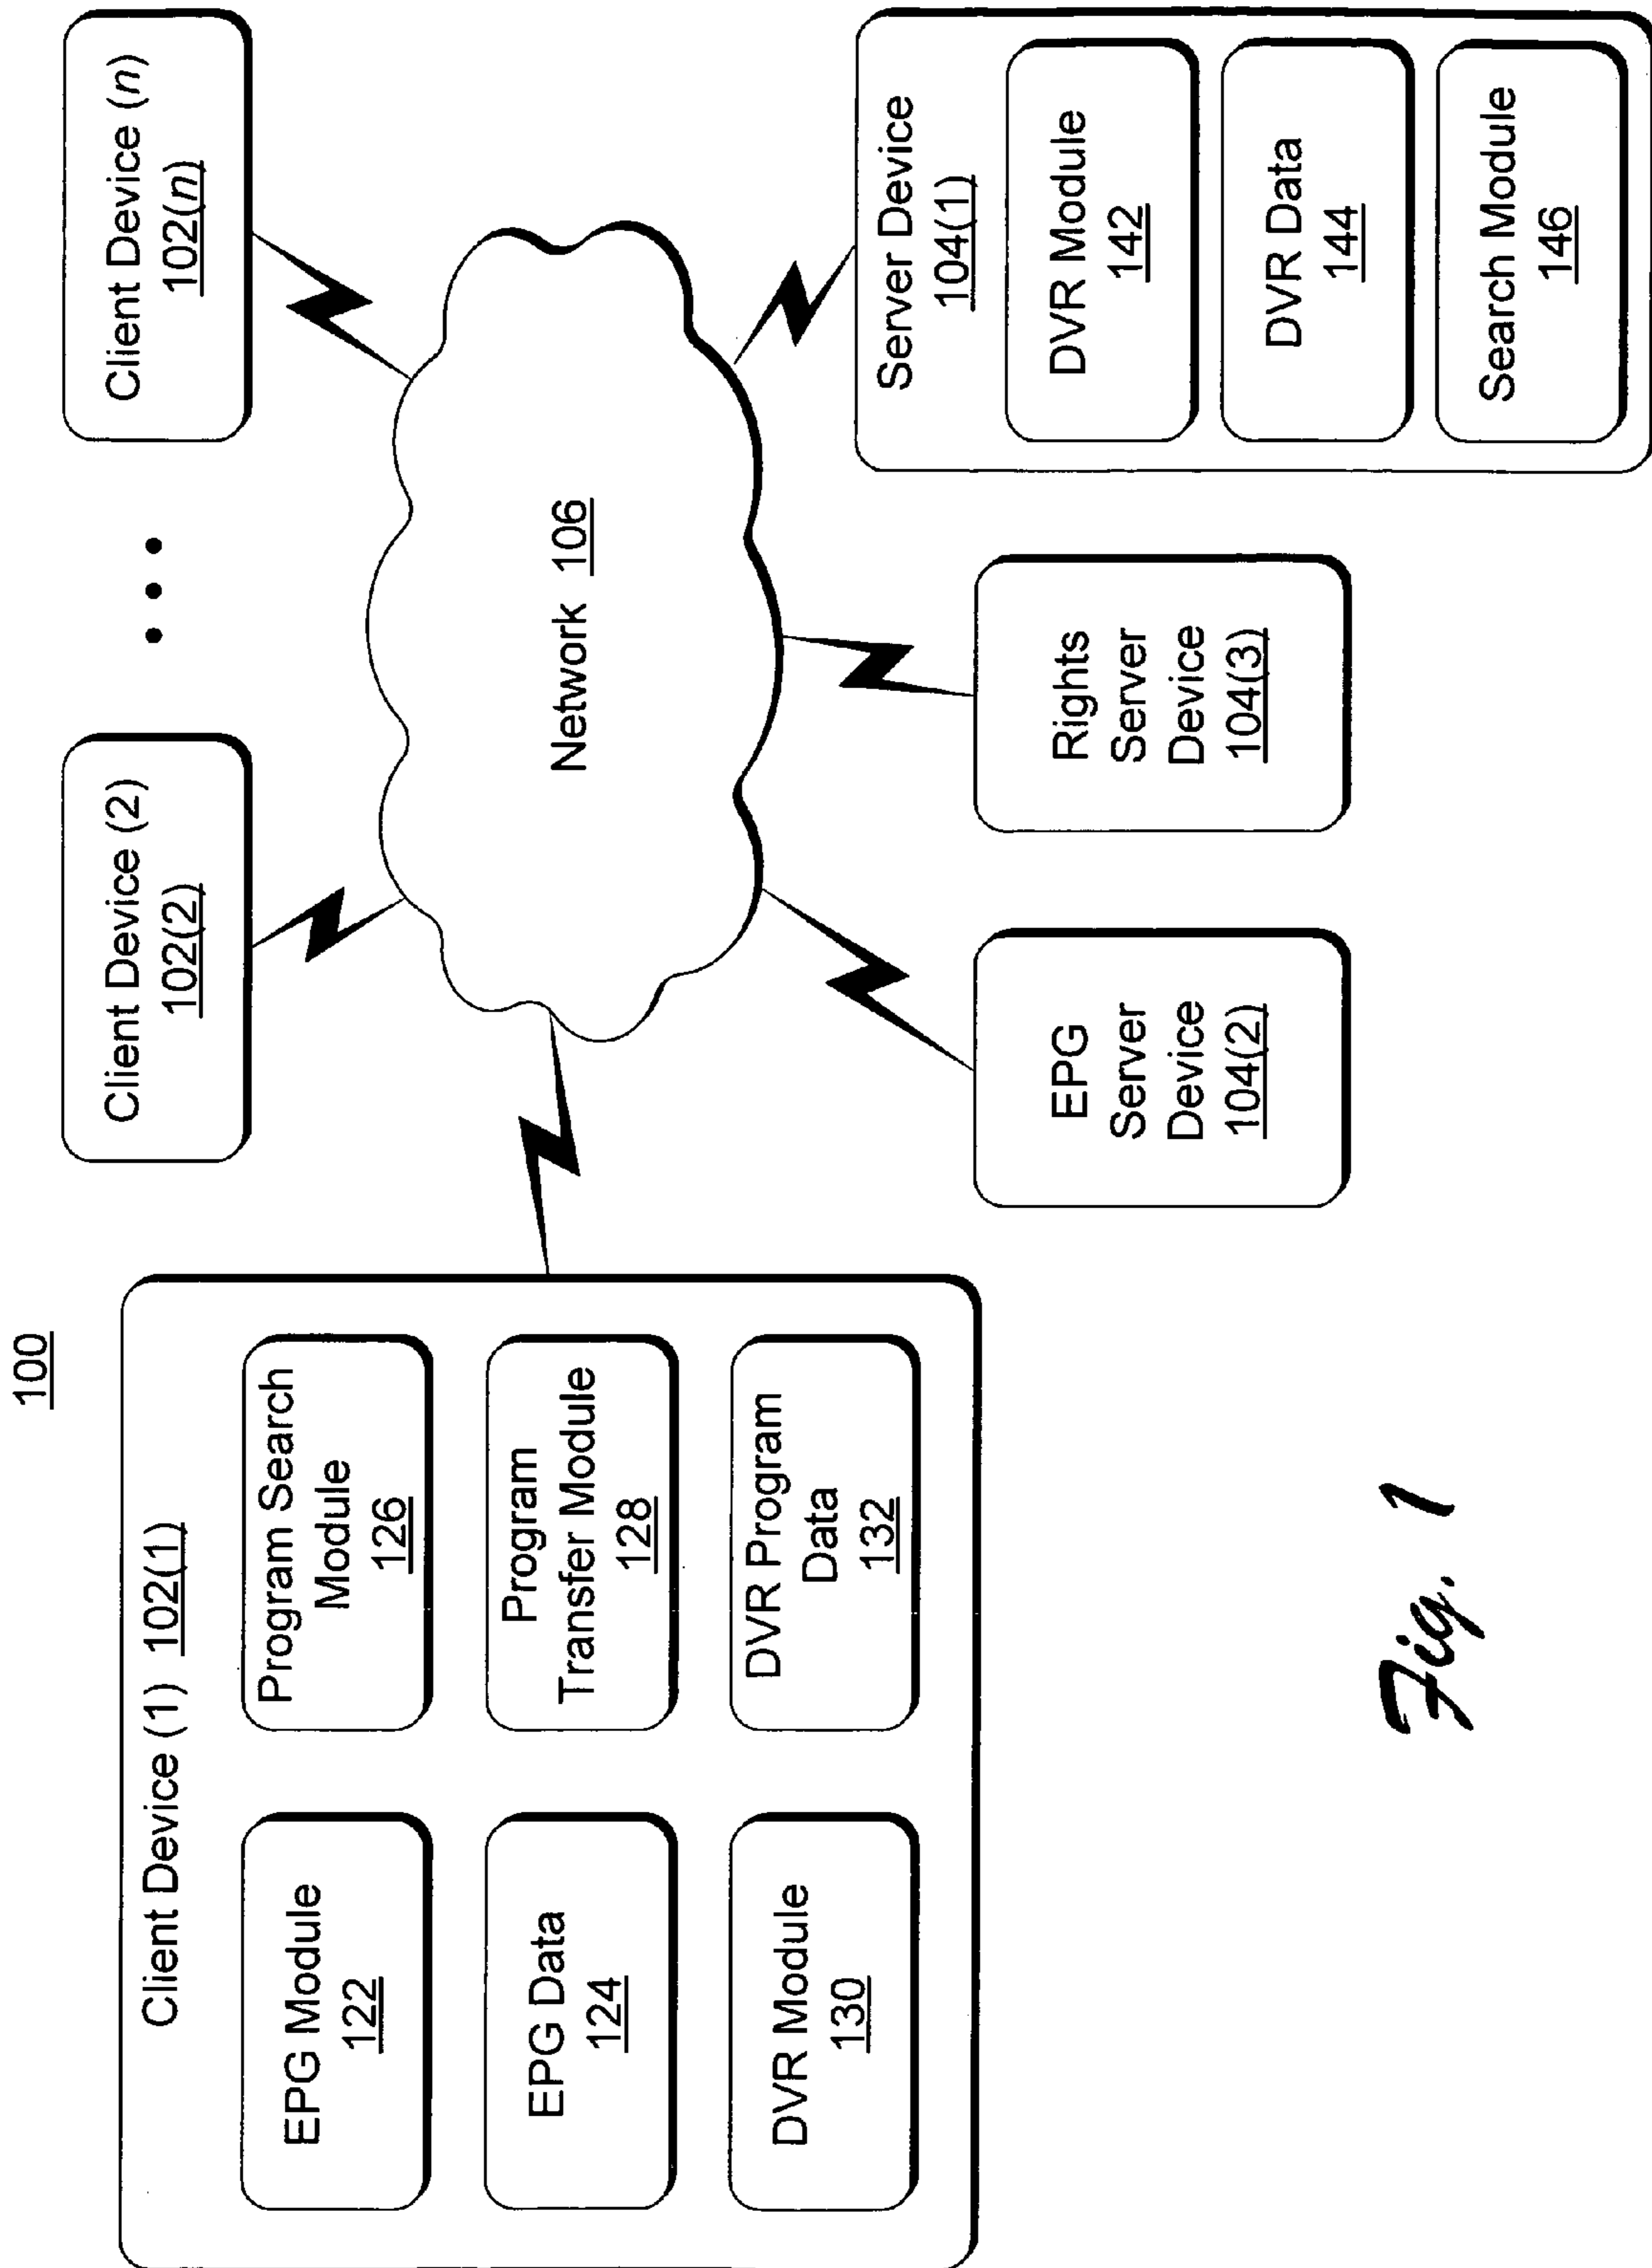 100
Client Device (1) 102(1)
EPG Module
122
Program Search
Module
126
EPG Data
124
Program
Transfer Module
128
DVR Module
130
DVR Program
Data
132
Client Device (2)
102(2)
• • •
Client Device (n)
102(n)
Network 106
EPG
Server
Device
104(2)
Rights
Server
Device
104(3)
Server Device
104(1)
DVR Module
142
DVR Data
144
Search Module
146
Fig. 1